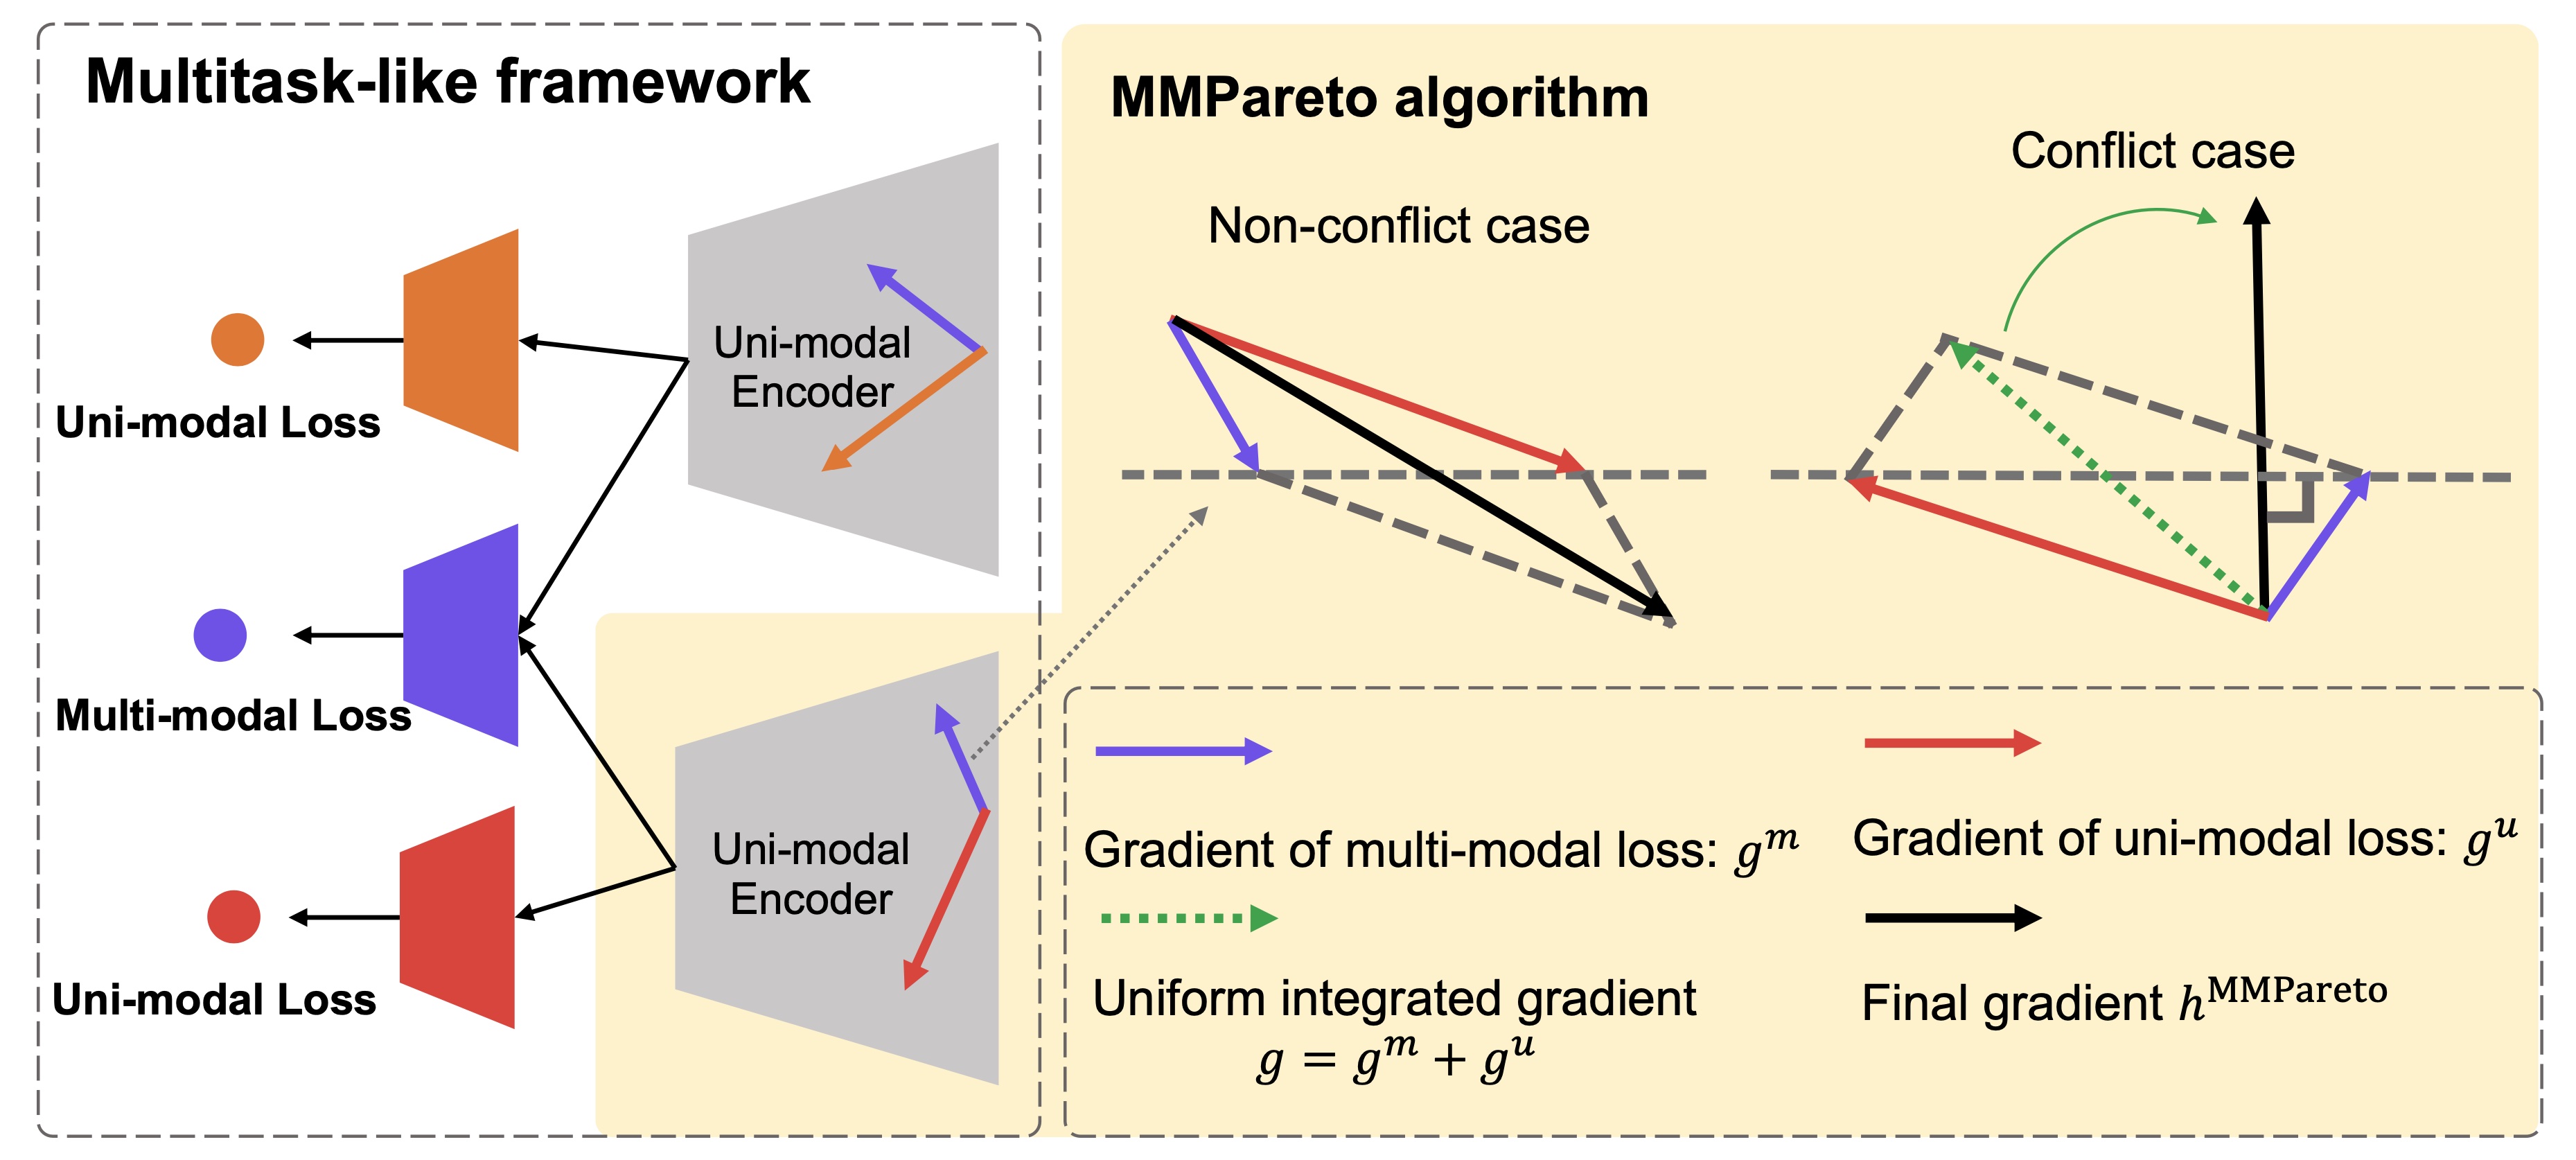 Multitask-like framework
Uni-modal
Encoder
Uni-modal Loss
Multi-modal Loss
Uni-modal
Encoder
Uni-modal Loss
MMPareto algorithm
Non-conflict case
Conflict case
Gradient of multi-modal loss: g^m
Gradient of uni-modal loss: g^u
Uniform integrated gradient
g = g^m + g^u
Final gradient h^MMPareto